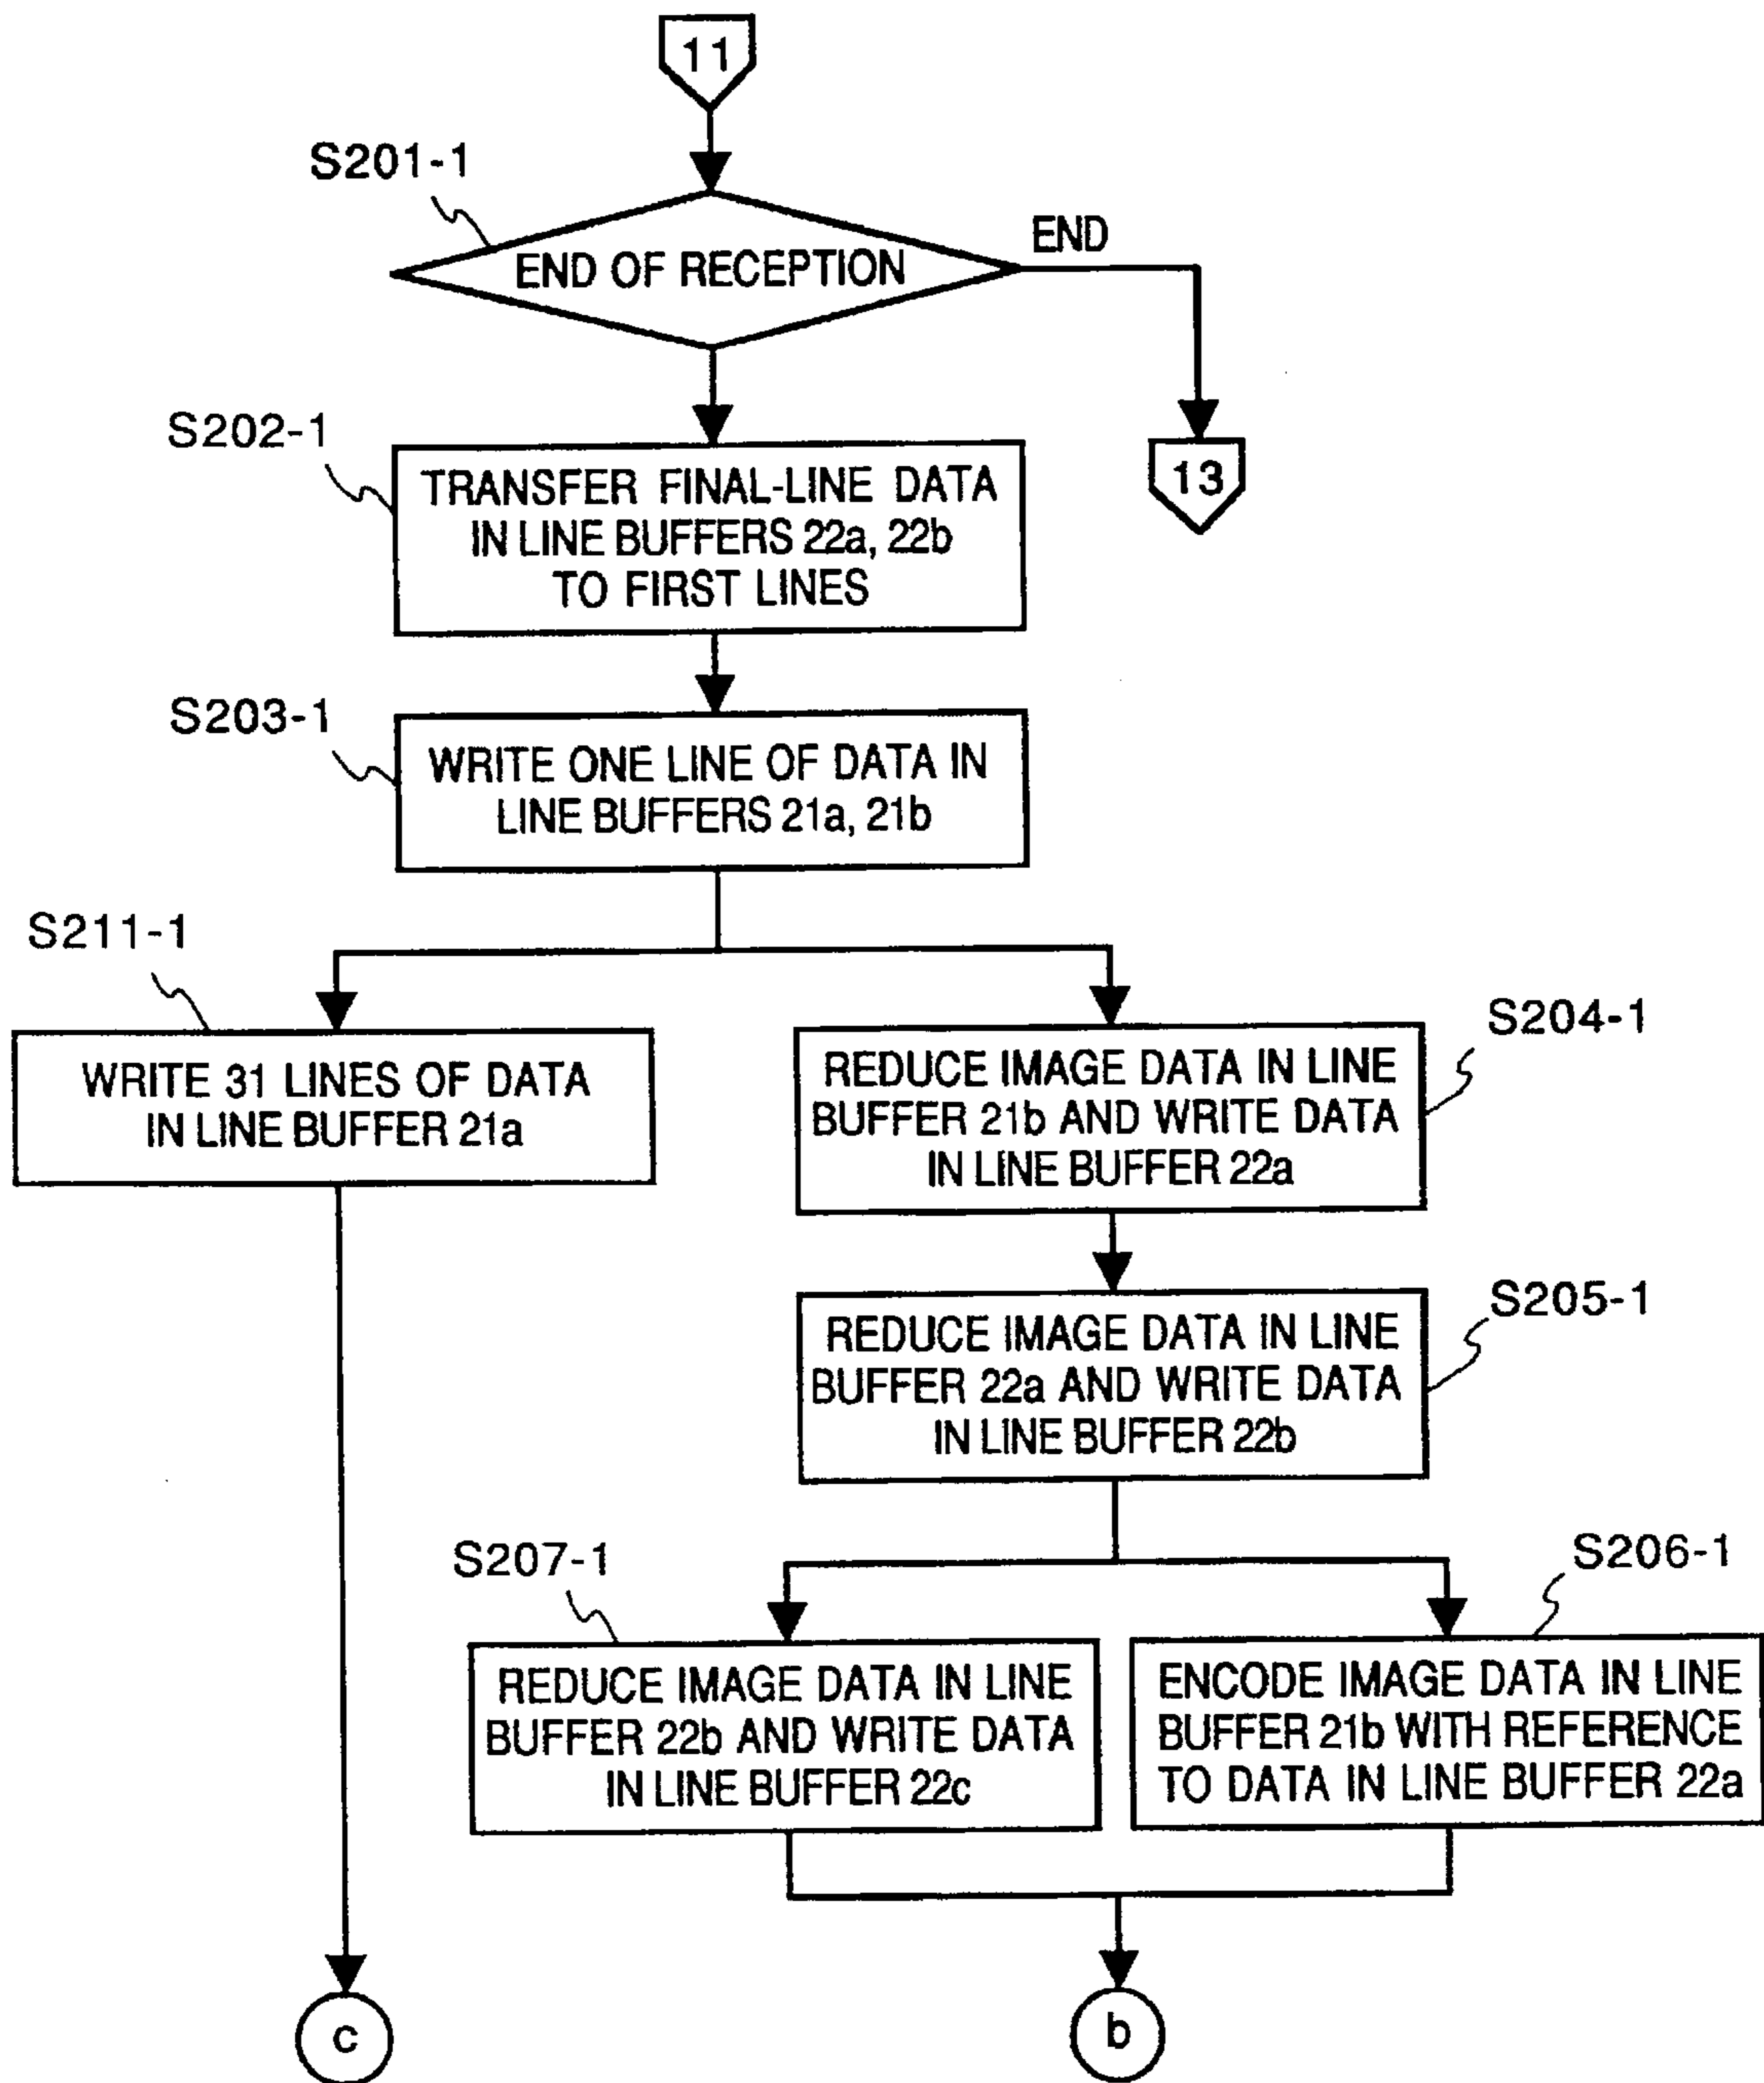 11
S201-1
END
END OF RECEPTION
S202-1
13
TRANSFER FINAL-LINE DATA
IN LINE BUFFERS 22a, 22b
TO FIRST LINES
S203-1
WRITE ONE LINE OF DATA IN
LINE BUFFERS 21a, 21b
S211-1
WRITE 31 LINES OF DATA
IN LINE BUFFER 21a
S204-1
REDUCE IMAGE DATA IN LINE
BUFFER 21b AND WRITE DATA
IN LINE BUFFER 22a
S205-1
REDUCE IMAGE DATA IN LINE
BUFFER 22a AND WRITE DATA
IN LINE BUFFER 22b
S207-1
REDUCE IMAGE DATA IN LINE
BUFFER 22b AND WRITE DATA
IN LINE BUFFER 22c
S206-1
ENCODE IMAGE DATA IN LINE
BUFFER 21b WITH REFERENCE
TO DATA IN LINE BUFFER 22a
c
b